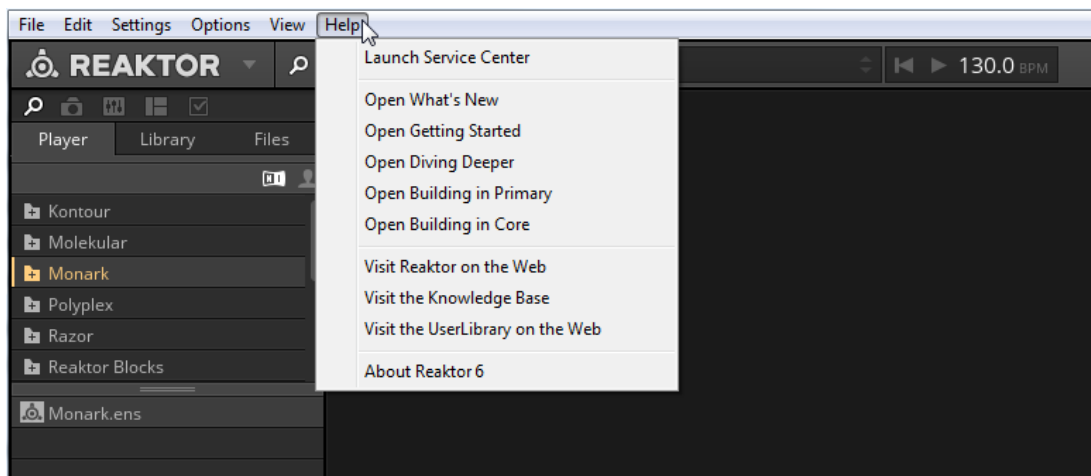 File Edit Settings Options View Help
REAKTOR
130.0 BPM
Launch Service Center
Open What's New
Open Getting Started
Open Diving Deeper
Open Building in Primary
Open Building in Core
Visit Reaktor on the Web
Visit the Knowledge Base
Visit the UserLibrary on the Web
About Reaktor 6
Player Library Files
NI
Kontour
Molekular
Monark
Polyplex
Razor
Reaktor Blocks
Monark.ens